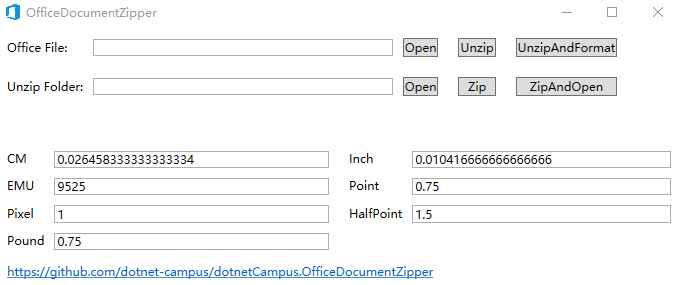 OfficeDocumentZipper
Office File: Open Unzip UnzipAndFormat
Unzip Folder: Open Zip ZipAndOpen
CM 0.026458333333333334 Inch 0.010416666666666666
EMU 9525 Point 0.75
Pixel 1 HalfPoint 1.5
Pound 0.75
https://github.com/dotnet-campus/dotnetCampus.OfficeDocumentZipper